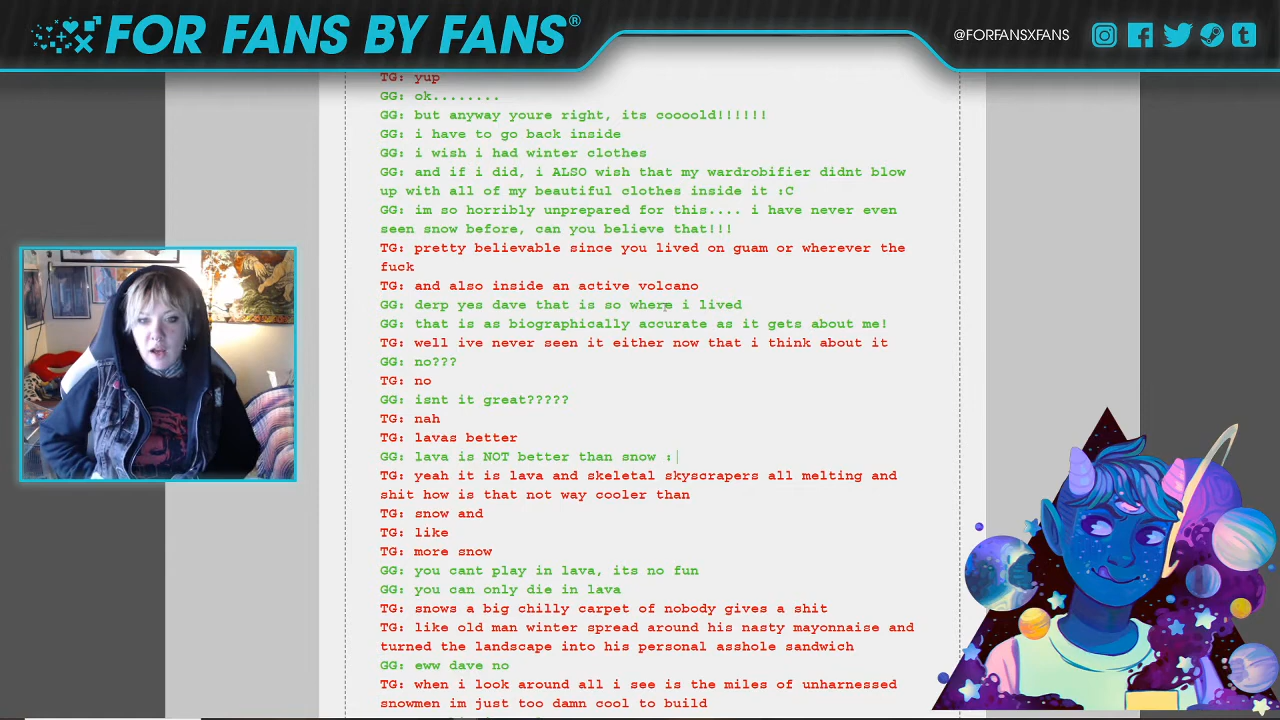 FOR FANS BY FANS®
@FORFANSXFANS
TG: yup
GG: ok........
GG: but anyway youre right, its coooold!!!!!!
GG: i have to go back inside
GG: i wish i had winter clothes
GG: and if i did, i ALSO wish that my wardrobifier didnt blow
up with all of my beautiful clothes inside it :C
GG: im so horribly unprepared for this.... i have never even
seen snow before, can you believe that!!!
TG: pretty believable since you lived on guam or wherever the
fuck
TG: and also inside an active volcano
GG: derp yes dave that is so where i lived
GG: that is as biographically accurate as it gets about me!
TG: well ive never seen it either now that i think about it
GG: no???
TG: no
GG: isnt it great?????
TG: nah
TG: lavas better
GG: lava is NOT better than snow :|
TG: yeah it is lava and skeletal skyscrapers all melting and
shit how is that not way cooler than
TG: snow and
TG: like
TG: more snow
GG: you cant play in lava, its no fun
GG: you can only die in lava
TG: snows a big chilly carpet of nobody gives a shit
TG: like old man winter spread around his nasty mayonnaise and
turned the landscape into his personal asshole sandwich
GG: eww dave no
TG: when i look around all i see is the miles of unharnessed
snowmen im just too damn cool to build